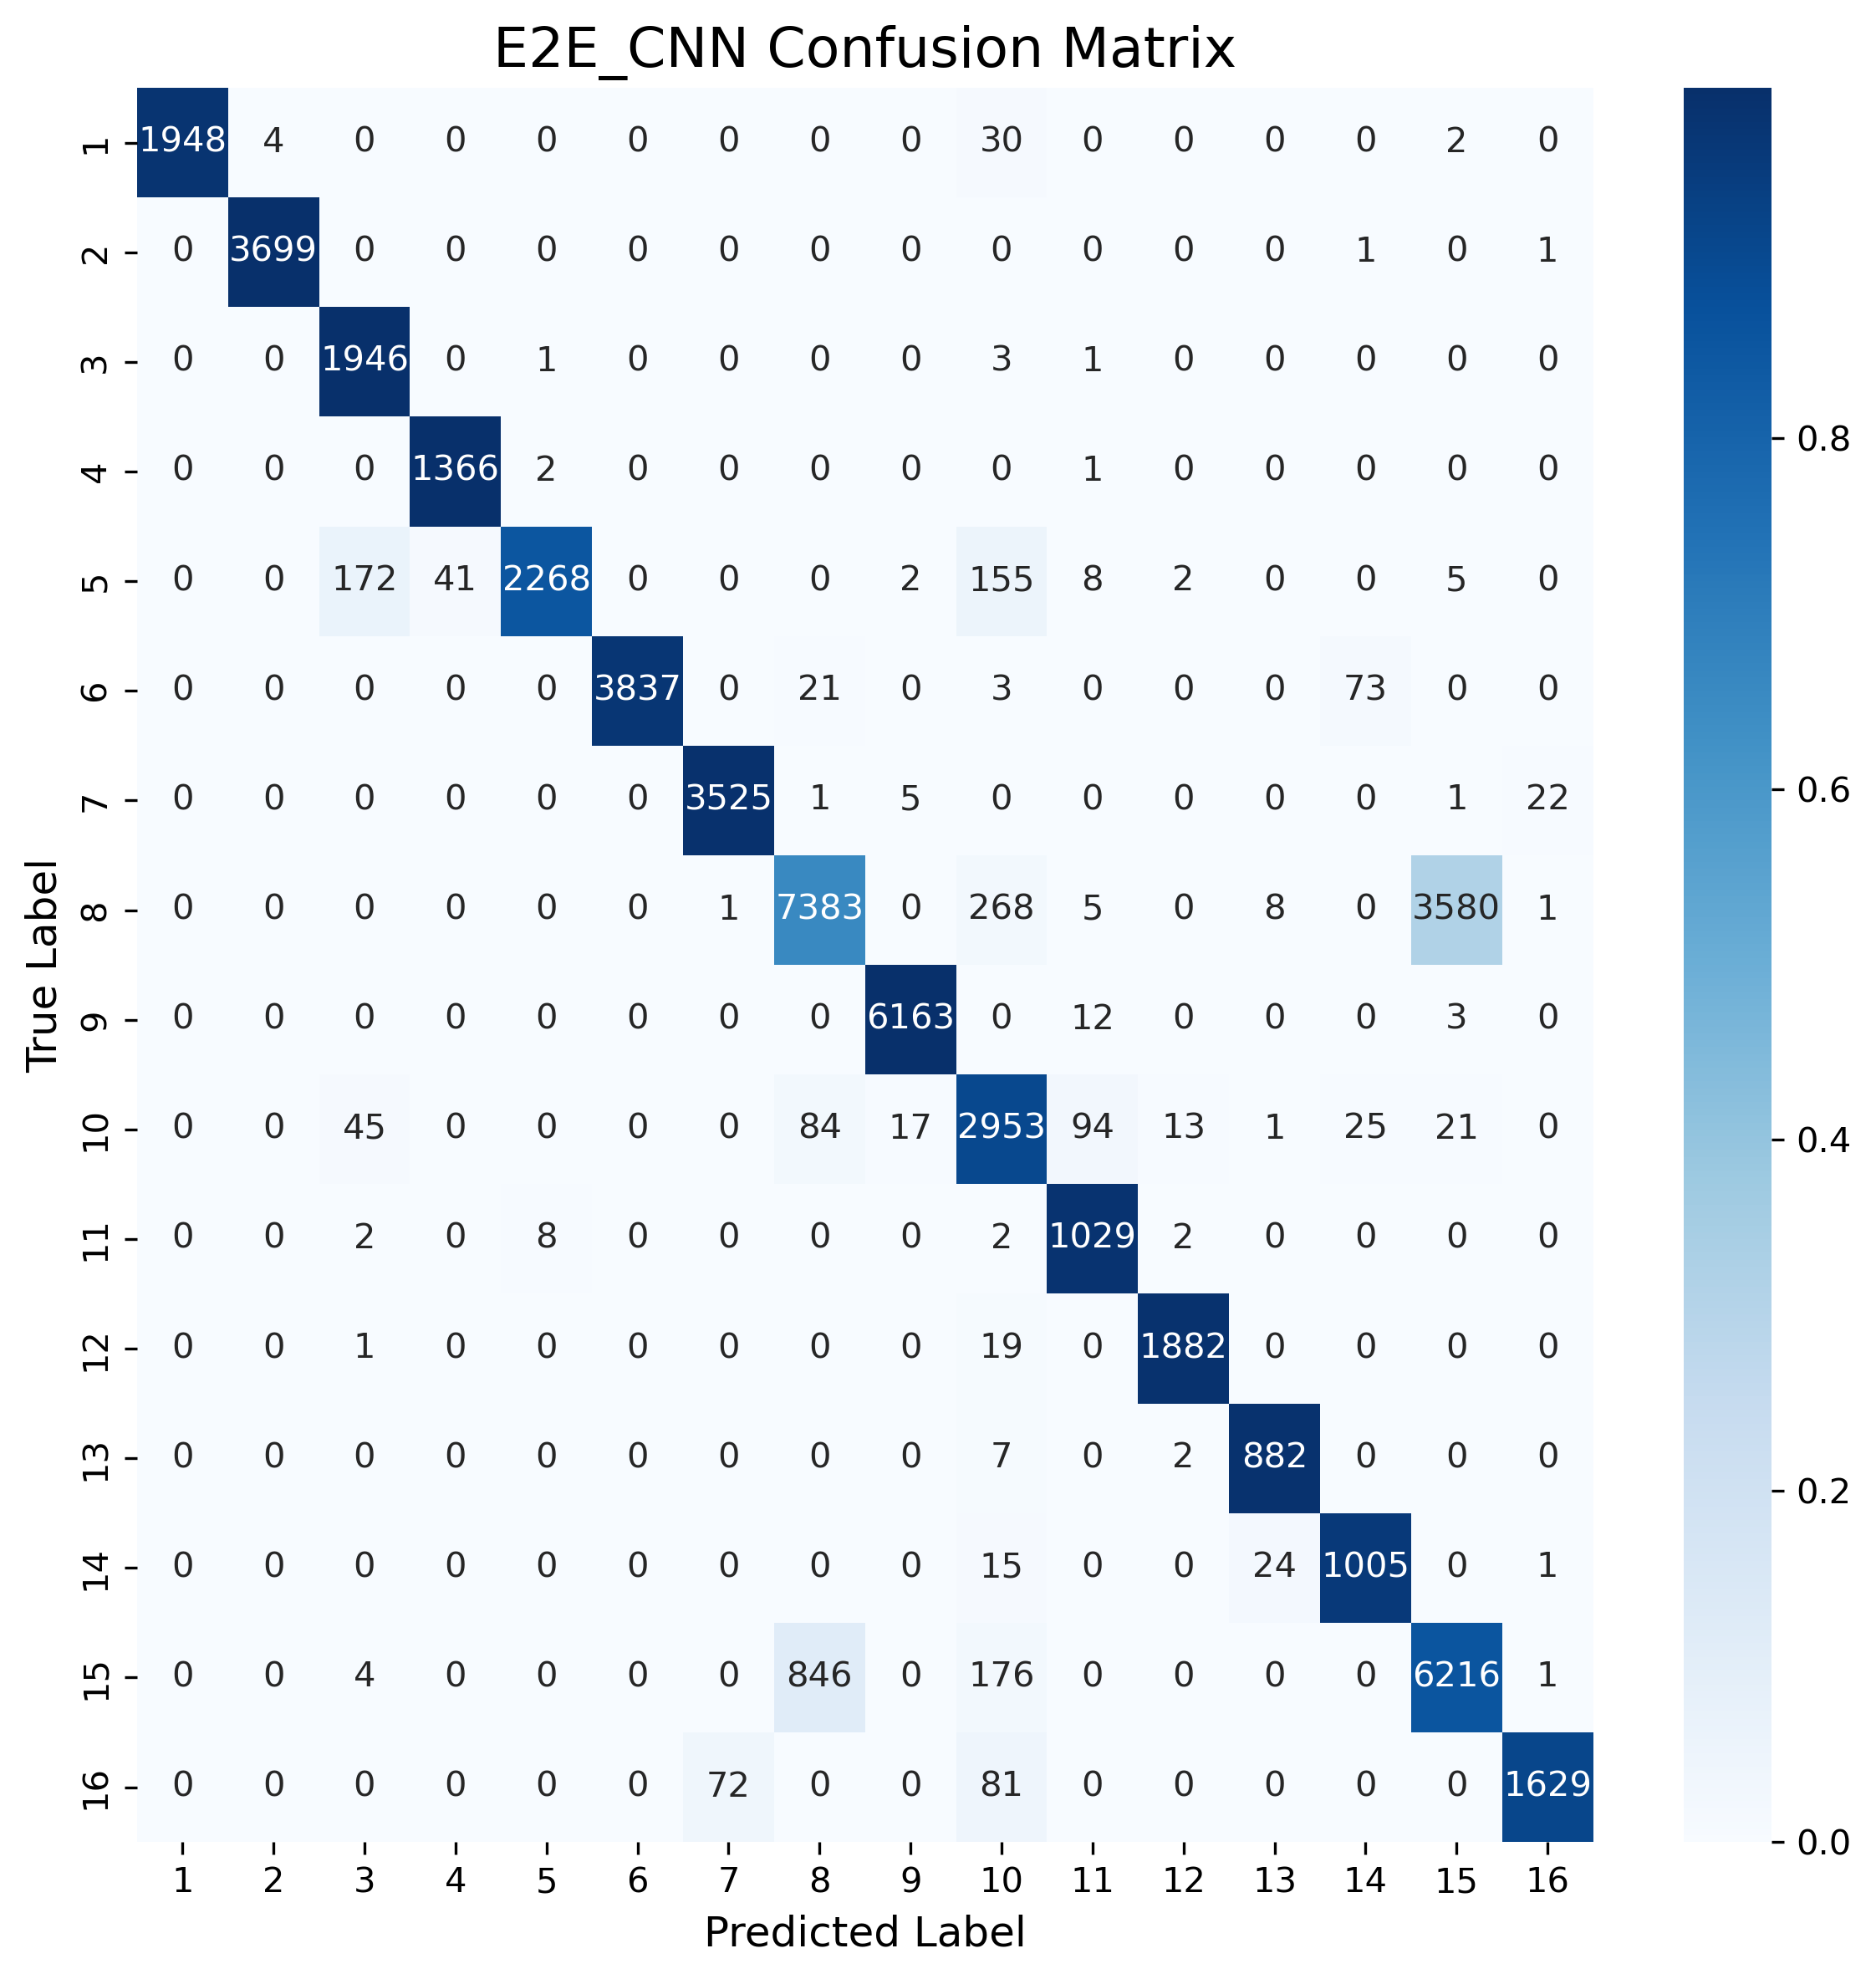 E2E_CNN Confusion Matrix
True Label
1 1948 4 0 0 0 0 0 0 0 30 0 0 0 0 2 0
2 0 3699 0 0 0 0 0 0 0 0 0 0 0 1 0 1
3 0 0 1946 0 1 0 0 0 0 3 1 0 0 0 0 0
4 0 0 0 1366 2 0 0 0 0 0 1 0 0 0 0 0
5 0 0 172 41 2268 0 0 0 2 155 8 2 0 0 5 0
6 0 0 0 0 0 3837 0 21 0 3 0 0 0 73 0 0
7 0 0 0 0 0 0 3525 1 5 0 0 0 0 0 1 22
8 0 0 0 0 0 0 1 7383 0 268 5 0 8 0 3580 1
9 0 0 0 0 0 0 0 0 6163 0 12 0 0 0 3 0
10 0 0 45 0 0 0 0 84 17 2953 94 13 1 25 21 0
11 0 0 2 0 8 0 0 0 0 2 1029 2 0 0 0 0
12 0 0 1 0 0 0 0 0 0 19 0 1882 0 0 0 0
13 0 0 0 0 0 0 0 0 0 7 0 2 882 0 0 0
14 0 0 0 0 0 0 0 0 0 15 0 0 24 1005 0 1
15 0 0 4 0 0 0 0 846 0 176 0 0 0 0 6216 1
16 0 0 0 0 0 0 72 0 0 81 0 0 0 0 0 1629
1 2 3 4 5 6 7 8 9 10 11 12 13 14 15 16
Predicted Label
0.8
0.6
0.4
0.2
0.0